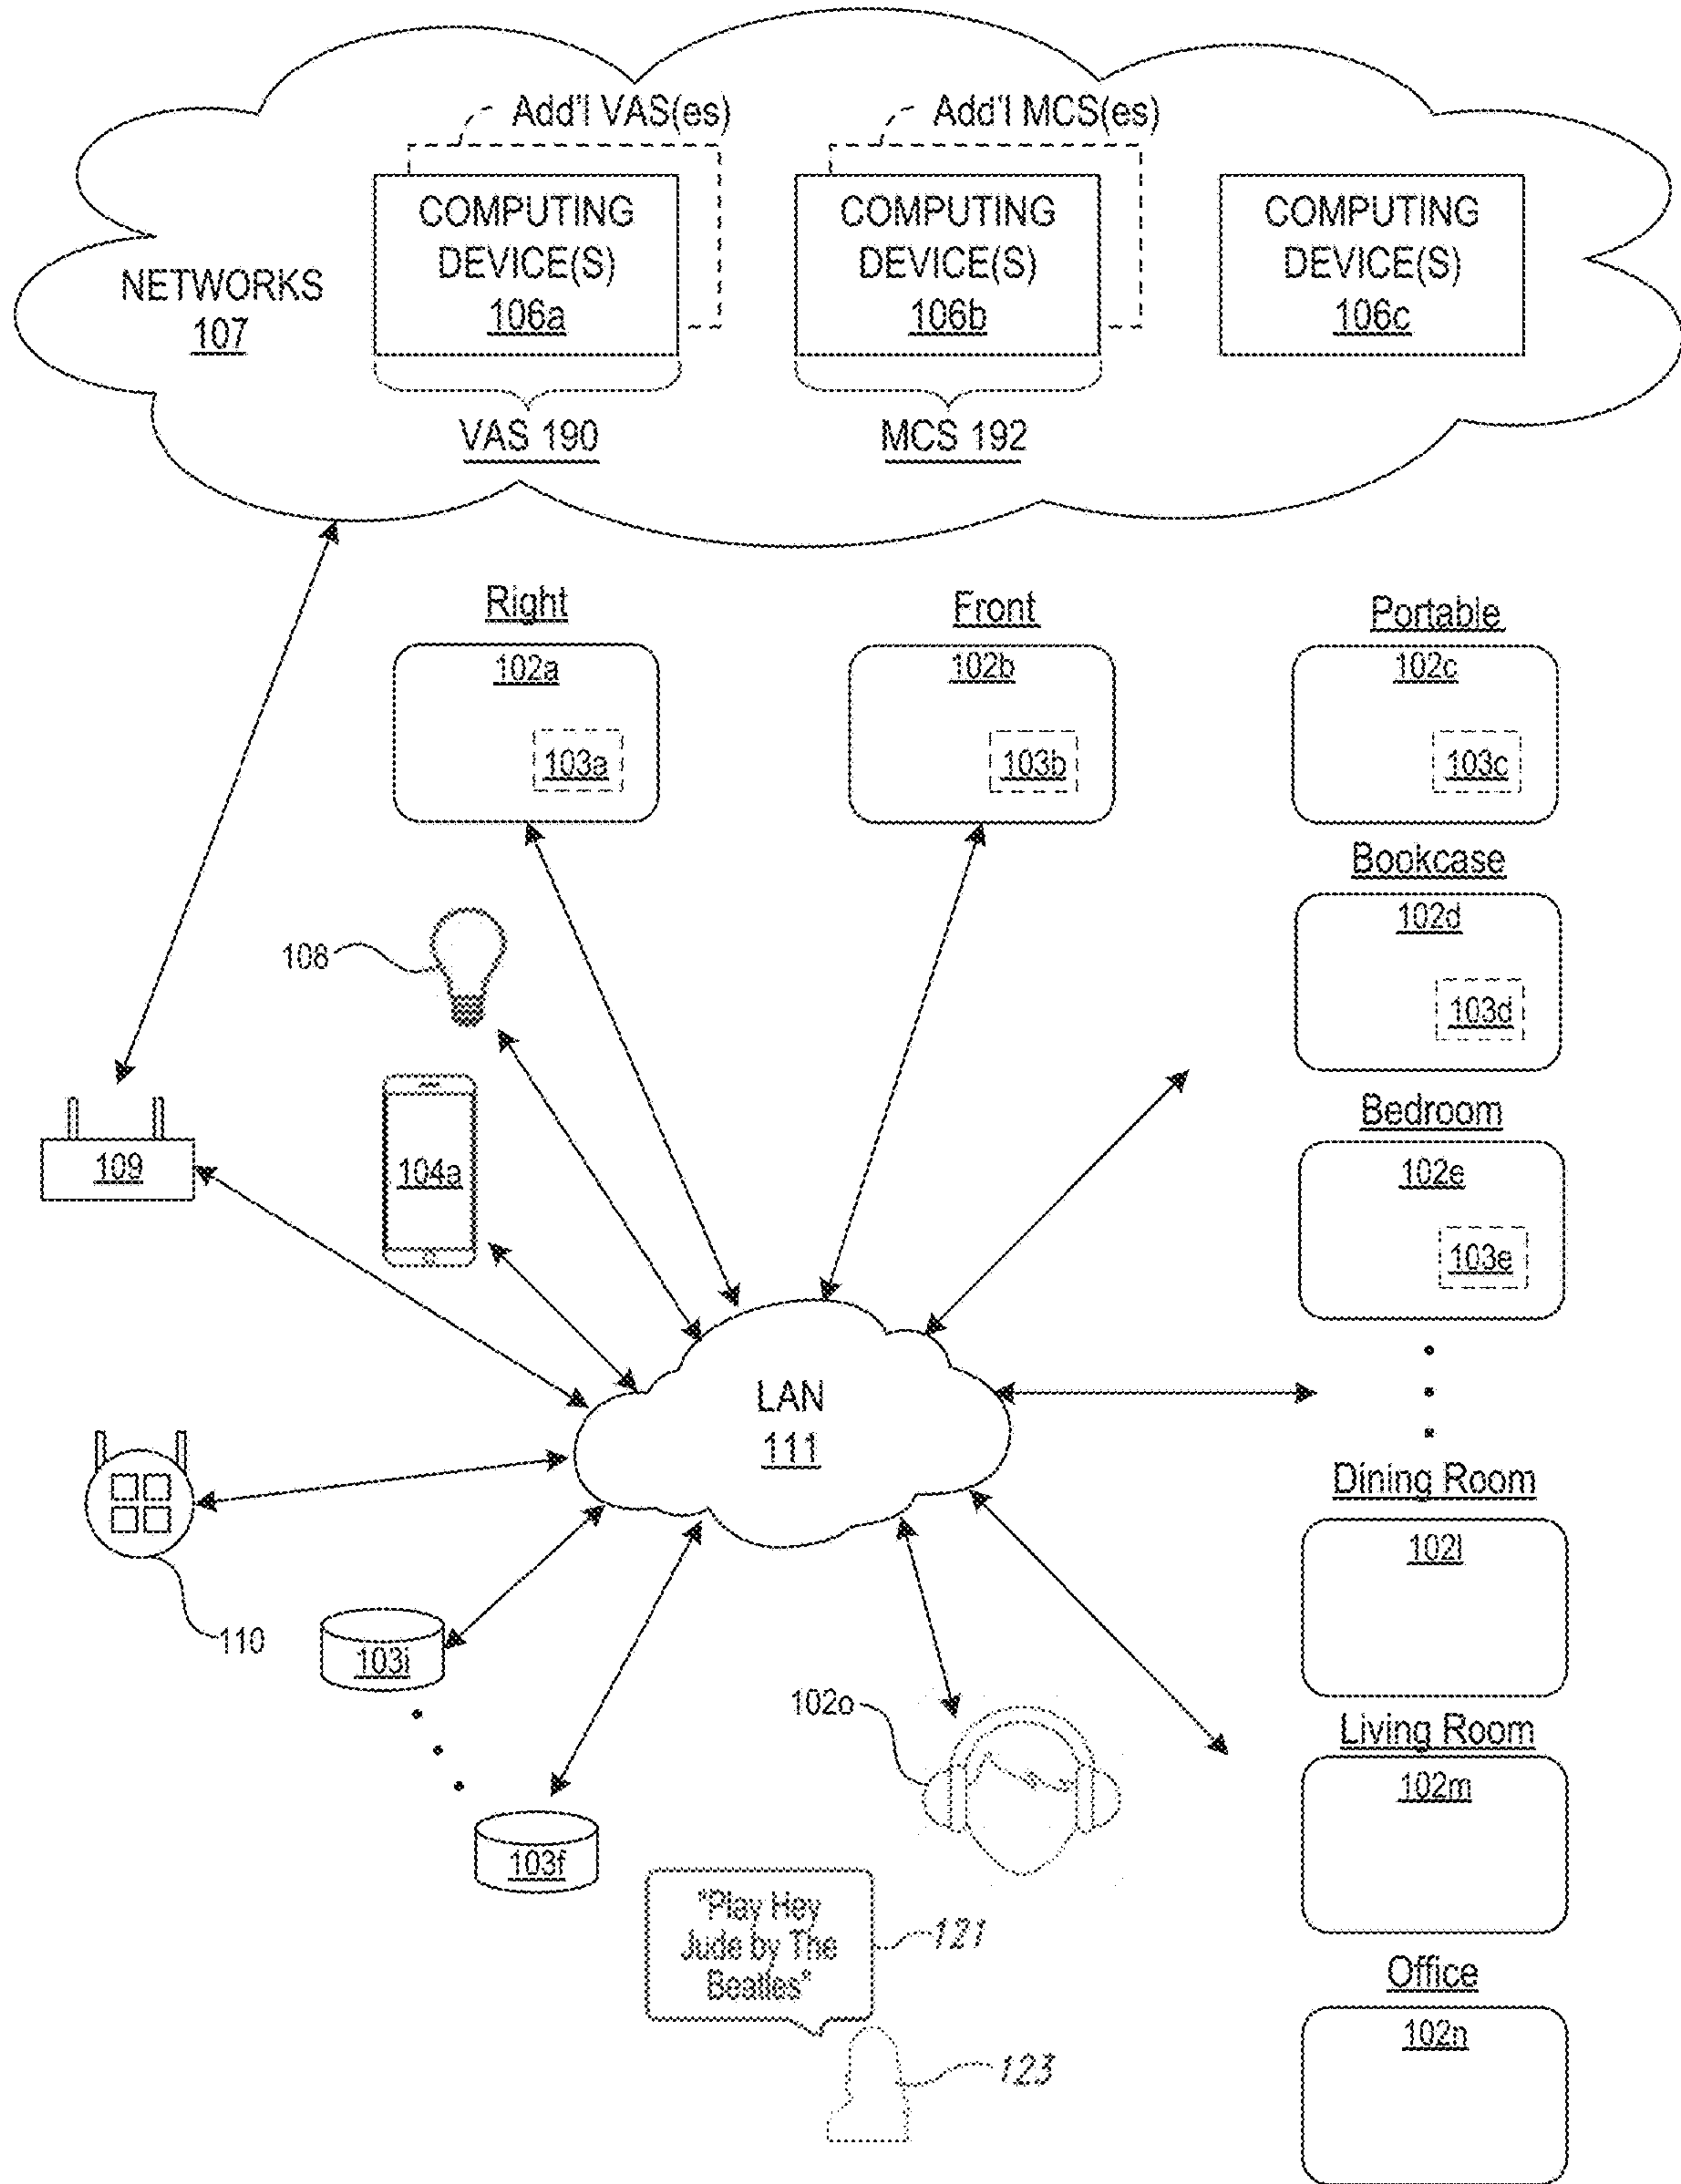 Add'l VAS(es)
Add'l MCS(es)
COMPUTING
DEVICE(S)
106a
COMPUTING
DEVICE(S)
106b
COMPUTING
DEVICE(S)
106c
NETWORKS
107
VAS 190
MCS 192
Right
102a
103a
Front
102b
103b
Portable
102c
103c
Bookcase
102d
103d
108
Bedroom
102e
103e
109
104a
LAN
111
Dining Room
102l
110
103i
102o
Living Room
102m
103f
"Play Hey
Jude by The
Beatles"
121
Office
102n
123